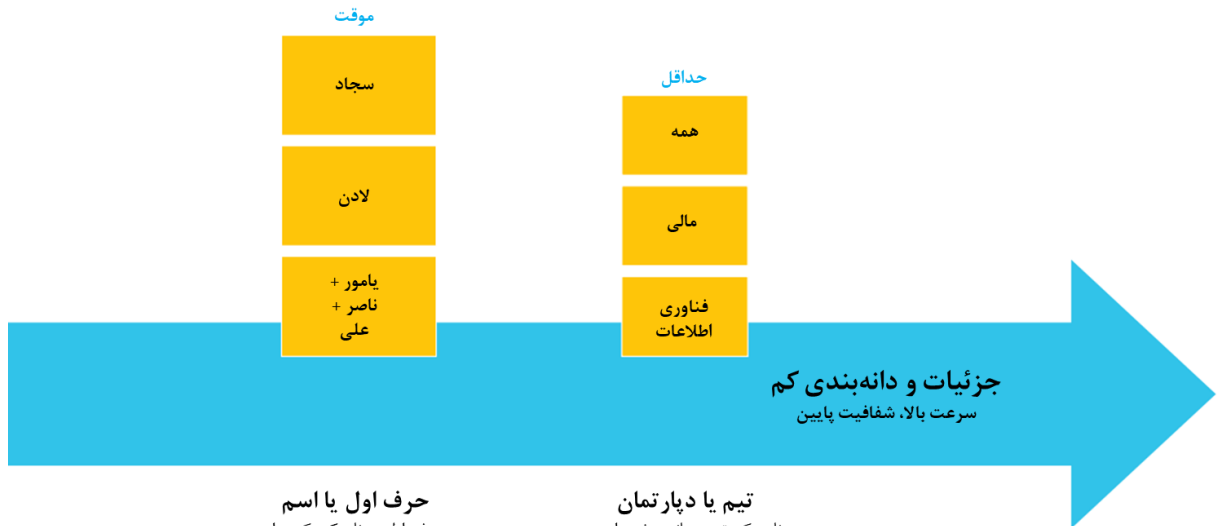 موقت
سجاد
لادن
یامور +
ناصر +
علی
حداقل
همه
مالی
فناوری
اطلاعات
جزئیات و دانه‌بندی کم
سرعت بالا، شفافیت پایین
حرف اول یا اسم
تیم یا دپارتمان